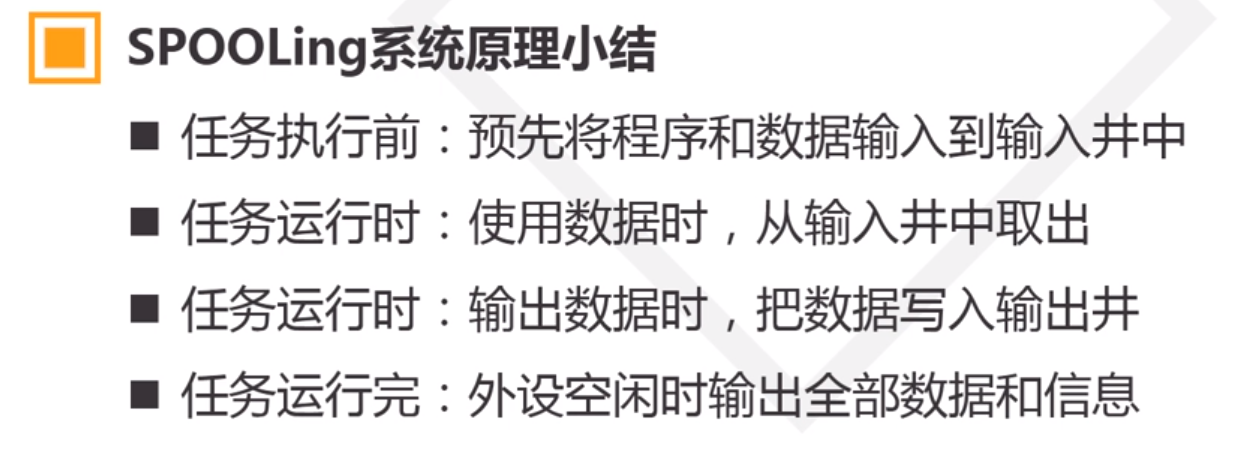 SPOOLing系统原理小结
■ 任务执行前：预先将程序和数据输入到输入井中
■ 任务运行时：使用数据时，从输入井中取出
■ 任务运行时：输出数据时，把数据写入输出井
■ 任务运行完：外设空闲时输出全部数据和信息